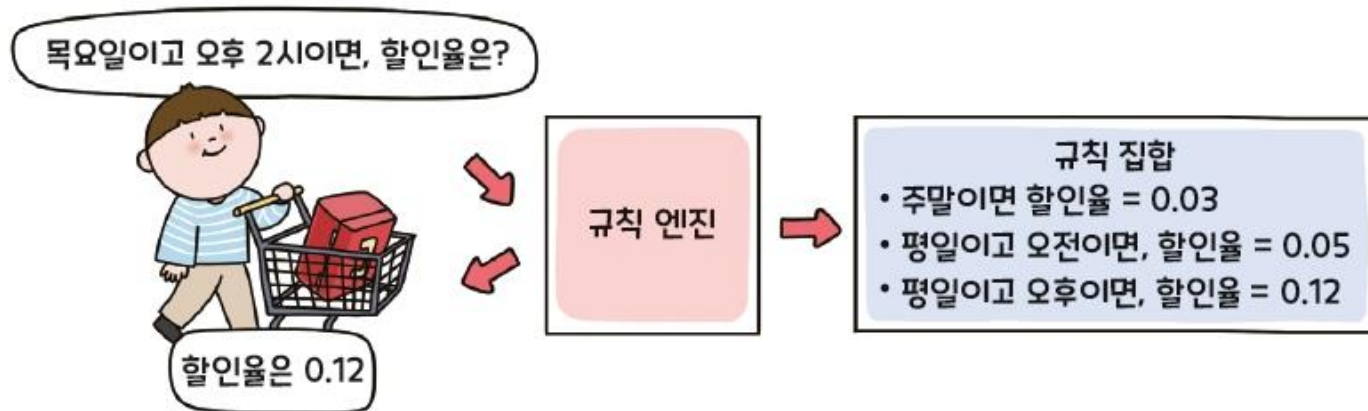 목요일이고 오후 2시이면, 할인율은?
규칙 엔진
규칙 집합
• 주말이면 할인율 = 0.03
• 평일이고 오전이면, 할인율 = 0.05
• 평일이고 오후이면, 할인율 = 0.12
할인율은 0.12